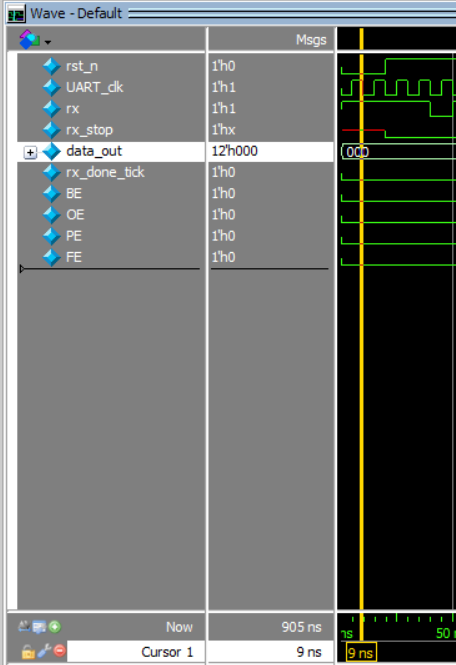 Wave - Default
Msgs
rst_n 1'h0
UART_clk 1'h1
rx 1'h1
rx_stop 1'hx
data_out 12'h000 000
rx_done_tick 1'h0
BE 1'h0
OE 1'h0
PE 1'h0
FE 1'h0
Now 905 ns ns 50
Cursor 1 9 ns 9 ns